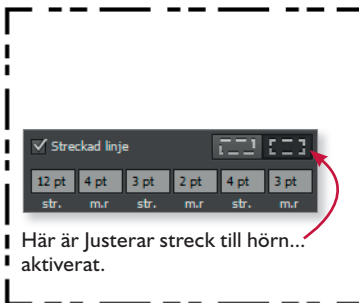 Streckad linje
12 pt 4 pt 3 pt 2 pt 4 pt 3 pt
str. m.r str. m.r str. m.r
Här är Justerar streck till hörn...
aktiverat.